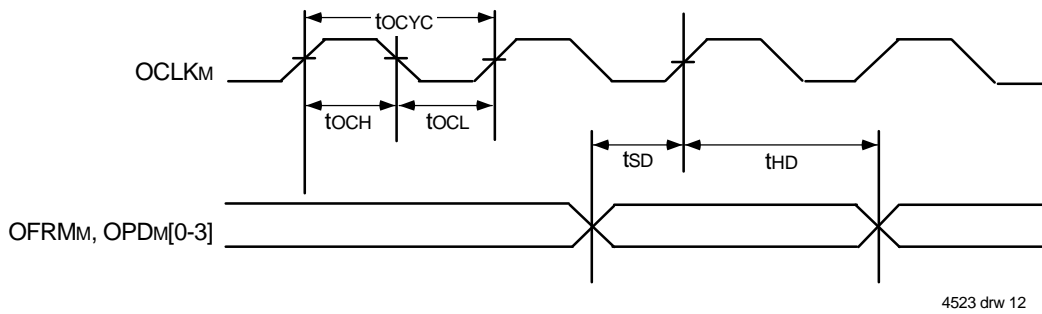 tOCYC
OCLKM
tOCH
tOCL
tSD
tHD
OFRMM, OPDM[0-3]
4523 drw 12